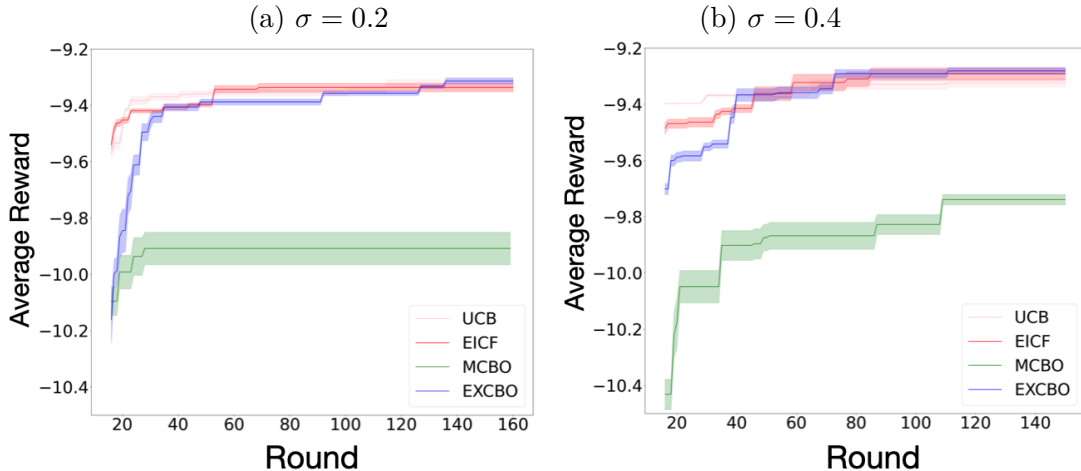 (a) σ = 0.2
−9.2
−9.4
−9.6
−9.8
−10.0
−10.2
−10.4
Average Reward
20 40 60 80 100 120 140 160
Round
UCB
EICF
MCBO
EXCBO
(b) σ = 0.4
−9.2
−9.4
−9.6
−9.8
−10.0
−10.2
−10.4
Average Reward
20 40 60 80 100 120 140
Round
UCB
EICF
MCBO
EXCBO